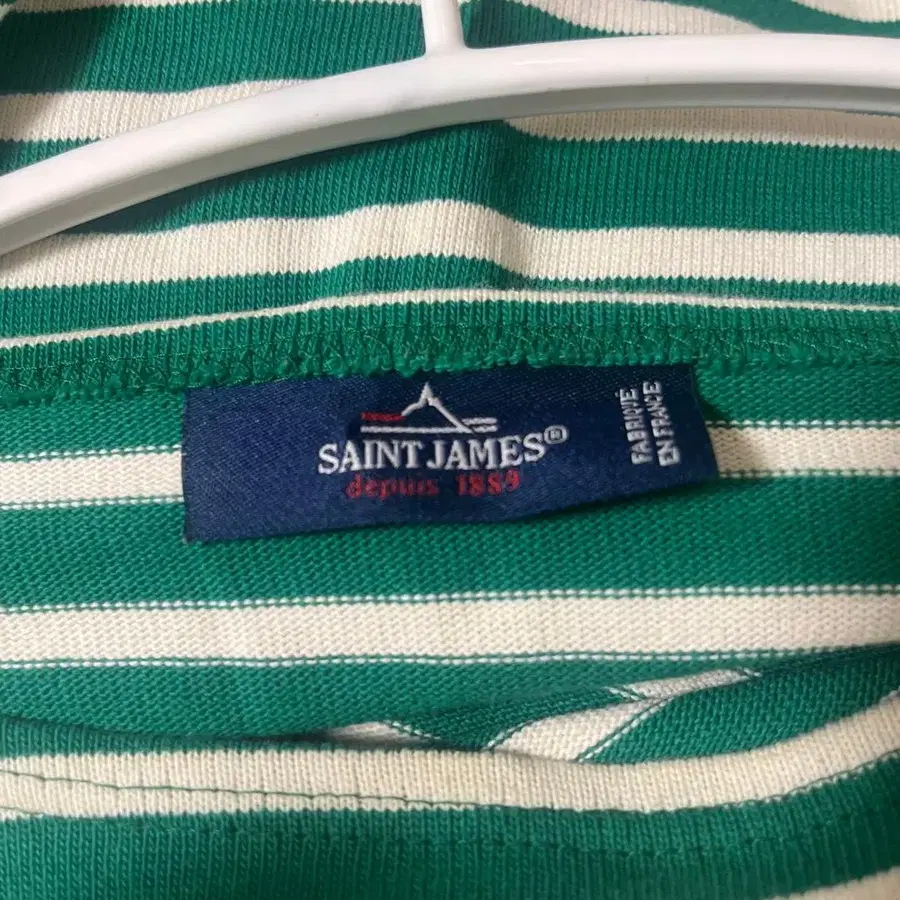 SAINT JAMES®
depuis 1889
FABRIQUÉ
EN FRANCE